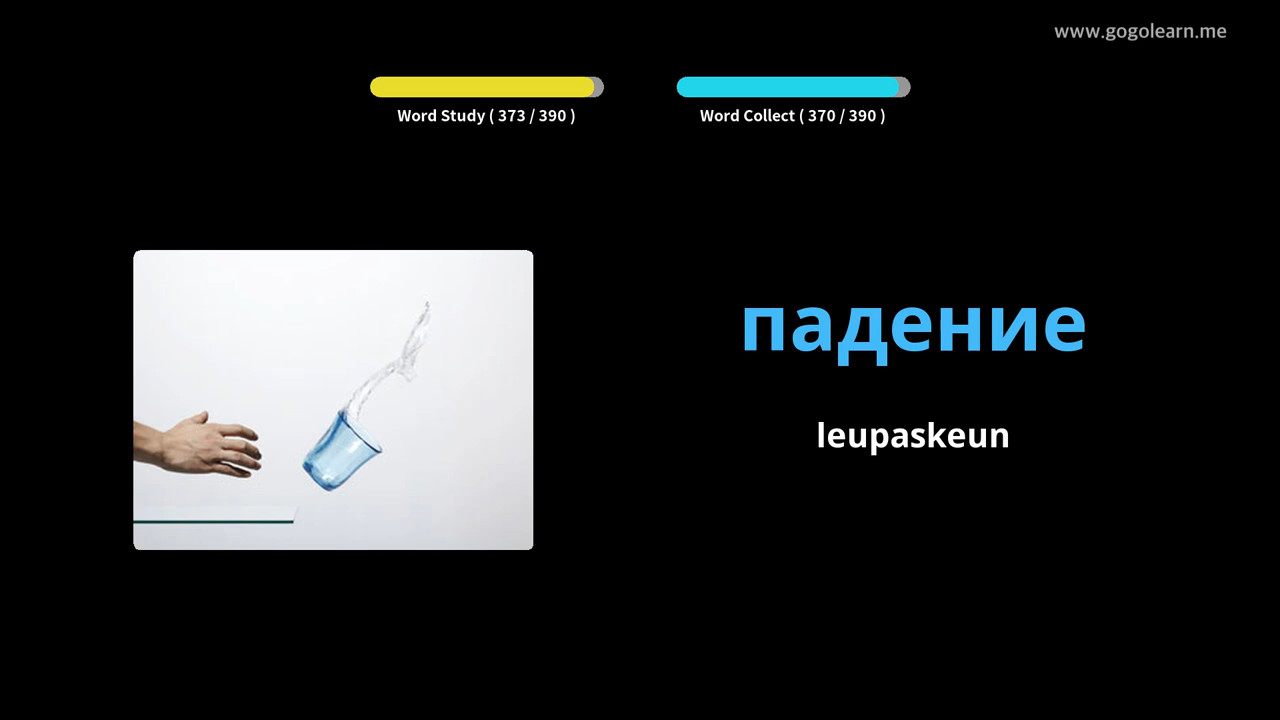 www.gogolearn.me
Word Study ( 373 / 390 )
Word Collect ( 370 / 390 )
падение
leupaskeun